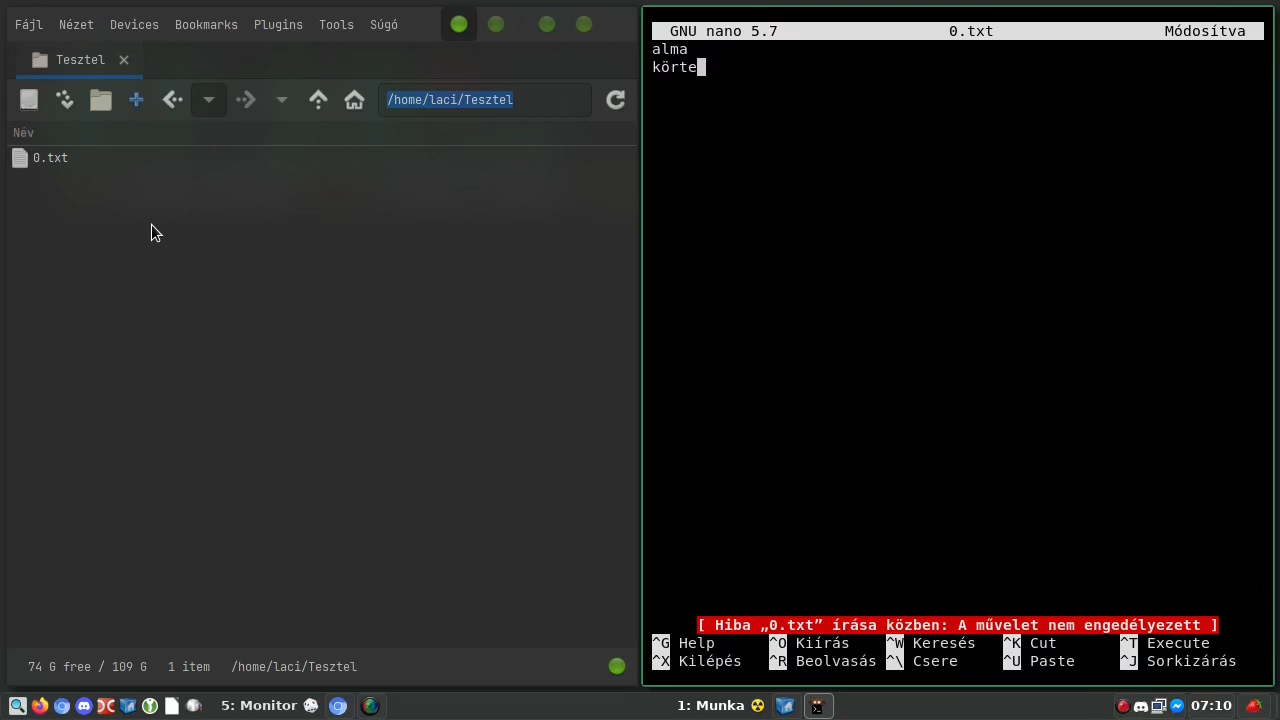 Fájl Nézet Devices Bookmarks Plugins Tools Súgó
Tesztel
/home/laci/Tesztel
Név
0.txt
74 G free / 109 G 1 item /home/laci/Tesztel
GNU nano 5.7 0.txt Módosítva
alma
körte
[ Hiba „0.txt” írása közben: A művelet nem engedélyezett ]
^G Help ^O Kiírás ^W Keresés ^K Cut ^T Execute
^X Kilépés ^R Beolvasás ^\ Csere ^U Paste ^J Sorkizárás
5: Monitor 1: Munka 07:10